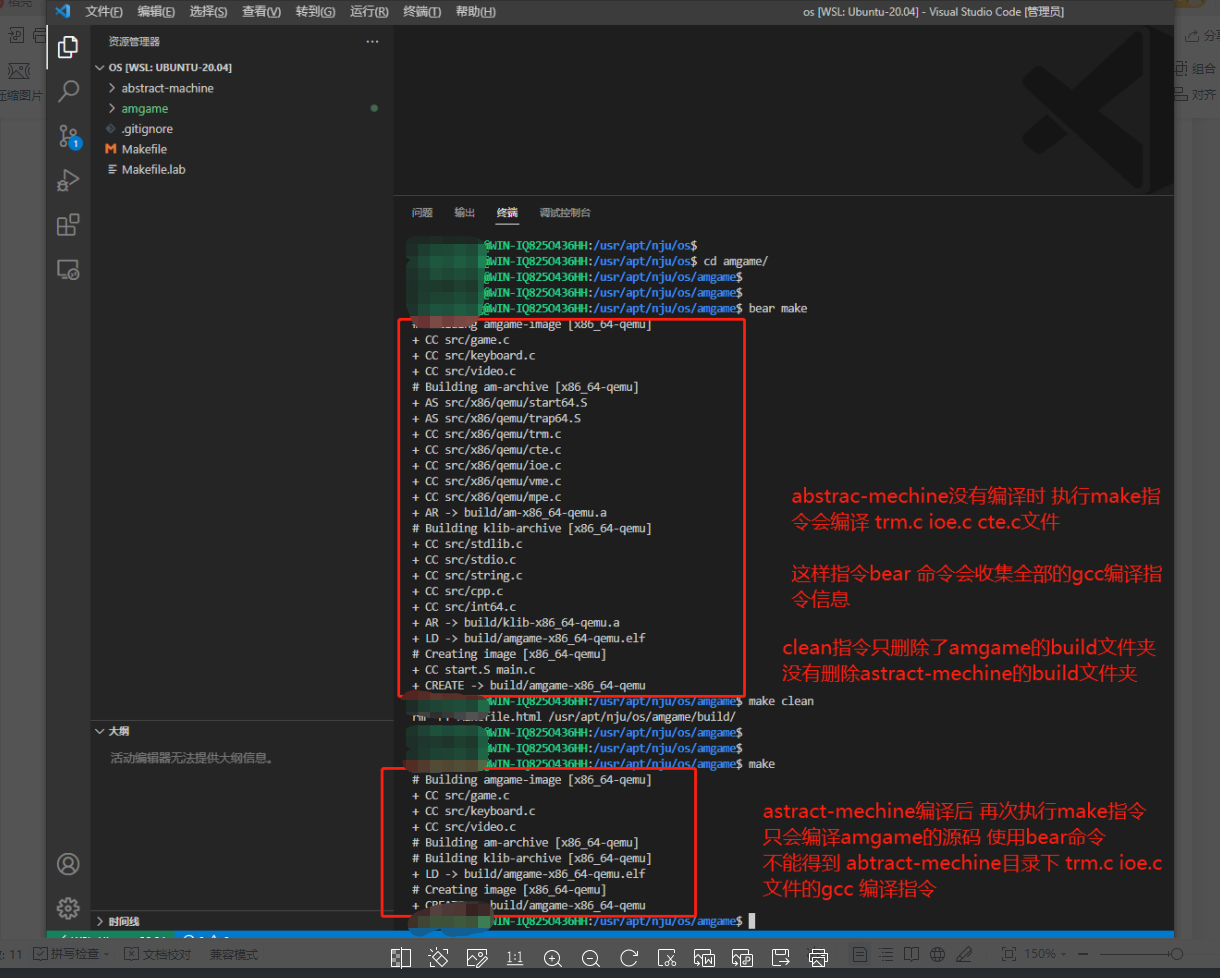 文件(F) 编辑(E) 选择(S) 查看(V) 转到(G) 运行(R) 终端(T) 帮助(H)
os [WSL: Ubuntu-20.04] - Visual Studio Code [管理员]
分享
组合
对齐
压缩图片
资源管理器
OS [WSL: UBUNTU-20.04]
abstract-machine
amgame
.gitignore
Makefile
Makefile.lab
1
问题 输出 终端 调试控制台
@WIN-IQ8250436HH:/usr/apt/nju/os$
@WIN-IQ8250436HH:/usr/apt/nju/os$ cd amgame/
@WIN-IQ8250436HH:/usr/apt/nju/os/amgame$
@WIN-IQ8250436HH:/usr/apt/nju/os/amgame$
@WIN-IQ8250436HH:/usr/apt/nju/os/amgame$ bear make
amgame-image [x86_64-qemu]
+ CC src/game.c
+ CC src/keyboard.c
+ CC src/video.c
# Building am-archive [x86_64-qemu]
+ AS src/x86/qemu/start64.S
+ AS src/x86/qemu/trap64.S
+ CC src/x86/qemu/trm.c
+ CC src/x86/qemu/cte.c
+ CC src/x86/qemu/ioe.c
+ CC src/x86/qemu/vme.c
+ CC src/x86/qemu/mpe.c
+ AR -> build/am-x86_64-qemu.a
# Building klib-archive [x86_64-qemu]
+ CC src/stdlib.c
+ CC src/stdio.c
+ CC src/string.c
+ CC src/cpp.c
+ CC src/int64.c
+ AR -> build/klib-x86_64-qemu.a
+ LD -> build/amgame-x86_64-qemu.elf
# Creating image [x86_64-qemu]
+ CC start.S main.c
+ CREATE -> build/amgame-x86_64-qemu
WIN-IQ8250436HH:/usr/apt/nju/os/amgame$ make clean
file.html /usr/apt/nju/os/amgame/build/
@WIN-IQ8250436HH:/usr/apt/nju/os/amgame$
@WIN-IQ8250436HH:/usr/apt/nju/os/amgame$
@WIN-IQ8250436HH:/usr/apt/nju/os/amgame$ make
# Building amgame-image [x86_64-qemu]
+ CC src/game.c
+ CC src/keyboard.c
+ CC src/video.c
# Building am-archive [x86_64-qemu]
# Building klib-archive [x86_64-qemu]
+ LD -> build/amgame-x86_64-qemu.elf
# Creating image [x86_64-qemu]
build/amgame-x86_64-qemu
WIN-IQ8250436HH:/usr/apt/nju/os/amgame$
abstrac-mechine没有编译时 执行make指
令会编译 trm.c ioe.c cte.c文件
这样指令bear 命令会收集全部的gcc编译指
令信息
clean指令只删除了amgame的build文件夹
没有删除astract-mechine的build文件夹
astract-mechine编译后 再次执行make指令
只会编译amgame的源码 使用bear命令
不能得到 abtract-mechine目录下 trm.c ioe.c
文件的gcc 编译指令
大纲
活动编辑器无法提供大纲信息。
时间线
: 11 拼写检查 文档校对 兼容模式
1:1
150%